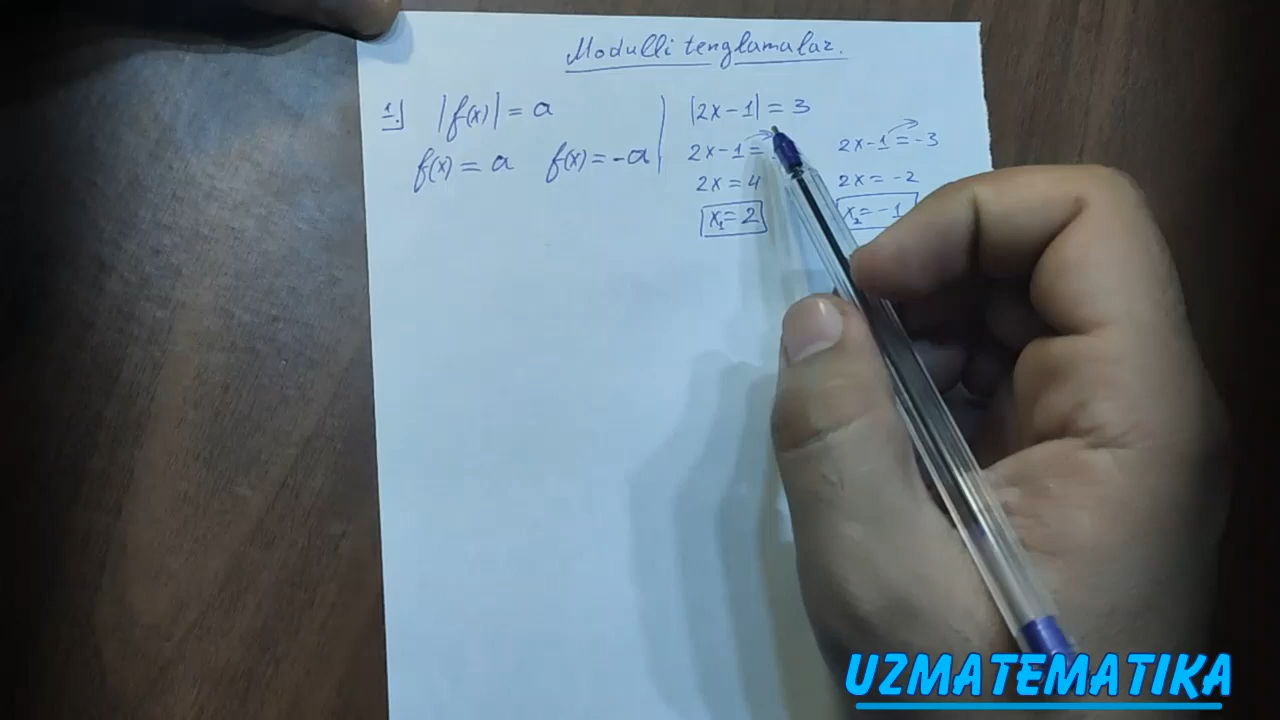 Modulli tenglamalar.
1.) |f(x)| = a
f(x) = a f(x) = -a
|2x-1| = 3
2x-1 =
2x = 4
x₁ = 2
2x-1 = -3
2x = -2
x₂ = -1
UZMATEMATIKA